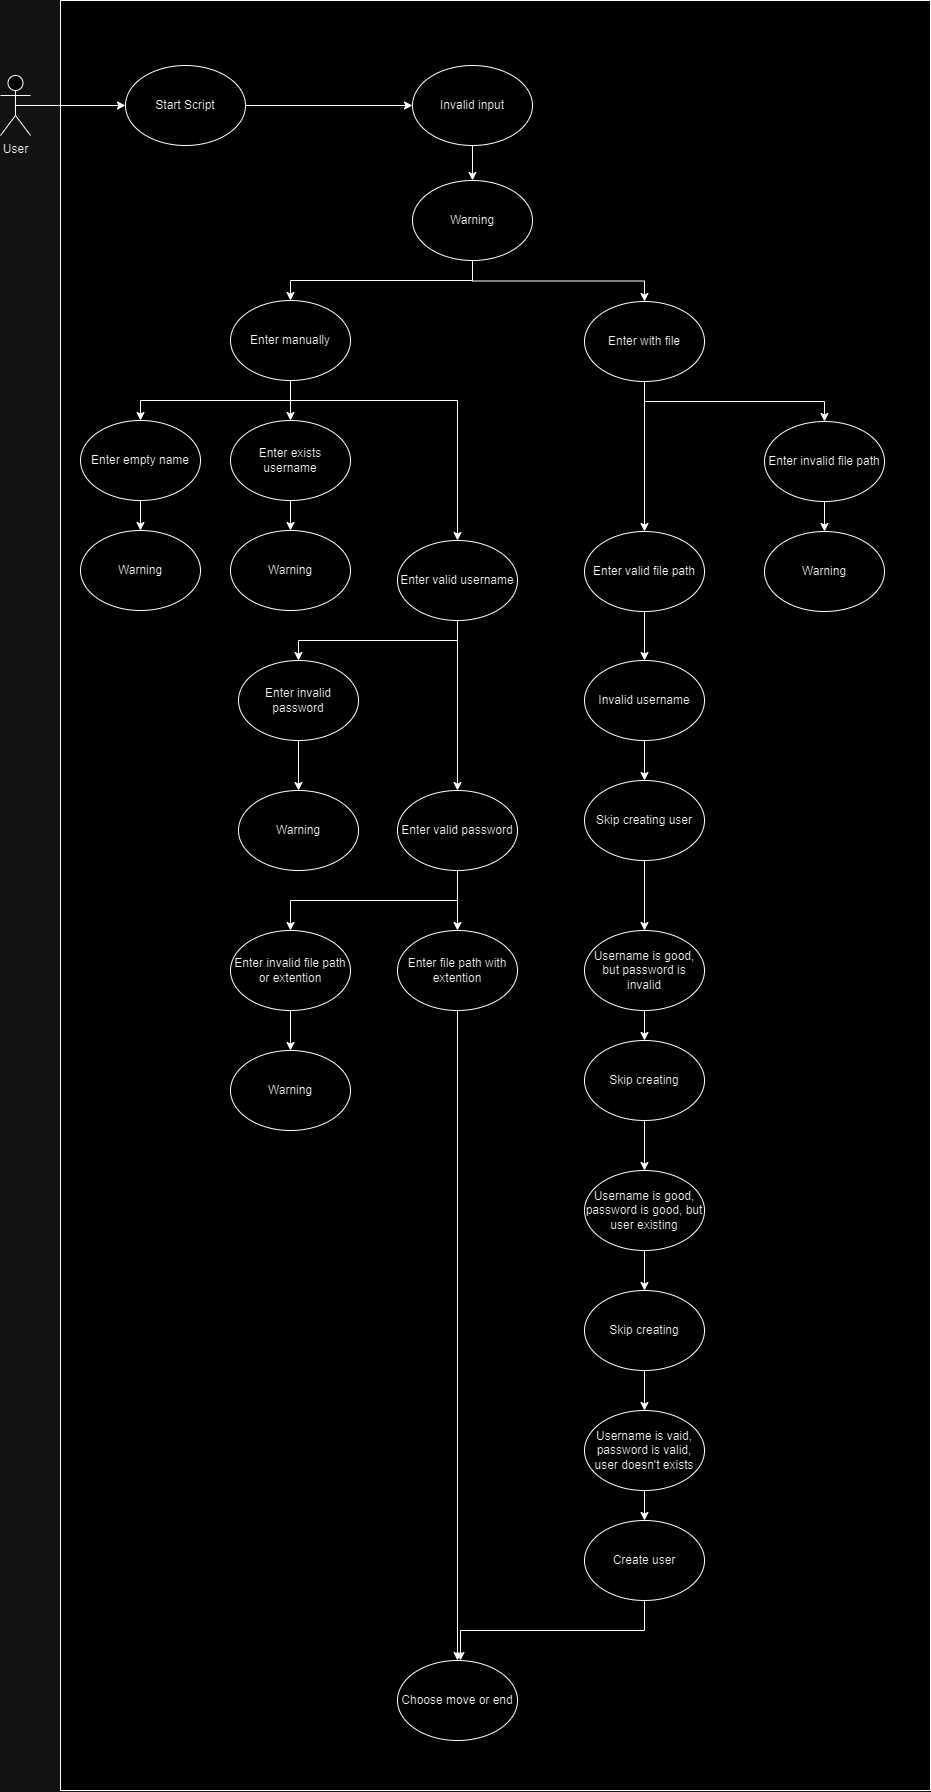 Start Script
Invalid input
User
Warning
Enter manually
Enter with file
Enter empty name
Enter exists
username
Enter invalid file path
Warning
Warning
Enter valid username
Enter valid file path
Warning
Enter invalid
password
Invalid username
Warning
Enter valid password
Skip creating user
Enter invalid file path
or extention
Enter file path with
extention
Username is good,
but password is
invalid
Warning
Skip creating
Username is good,
password is good, but
user existing
Skip creating
Username is vaid,
password is valid,
user doesn't exists
Create user
Choose move or end